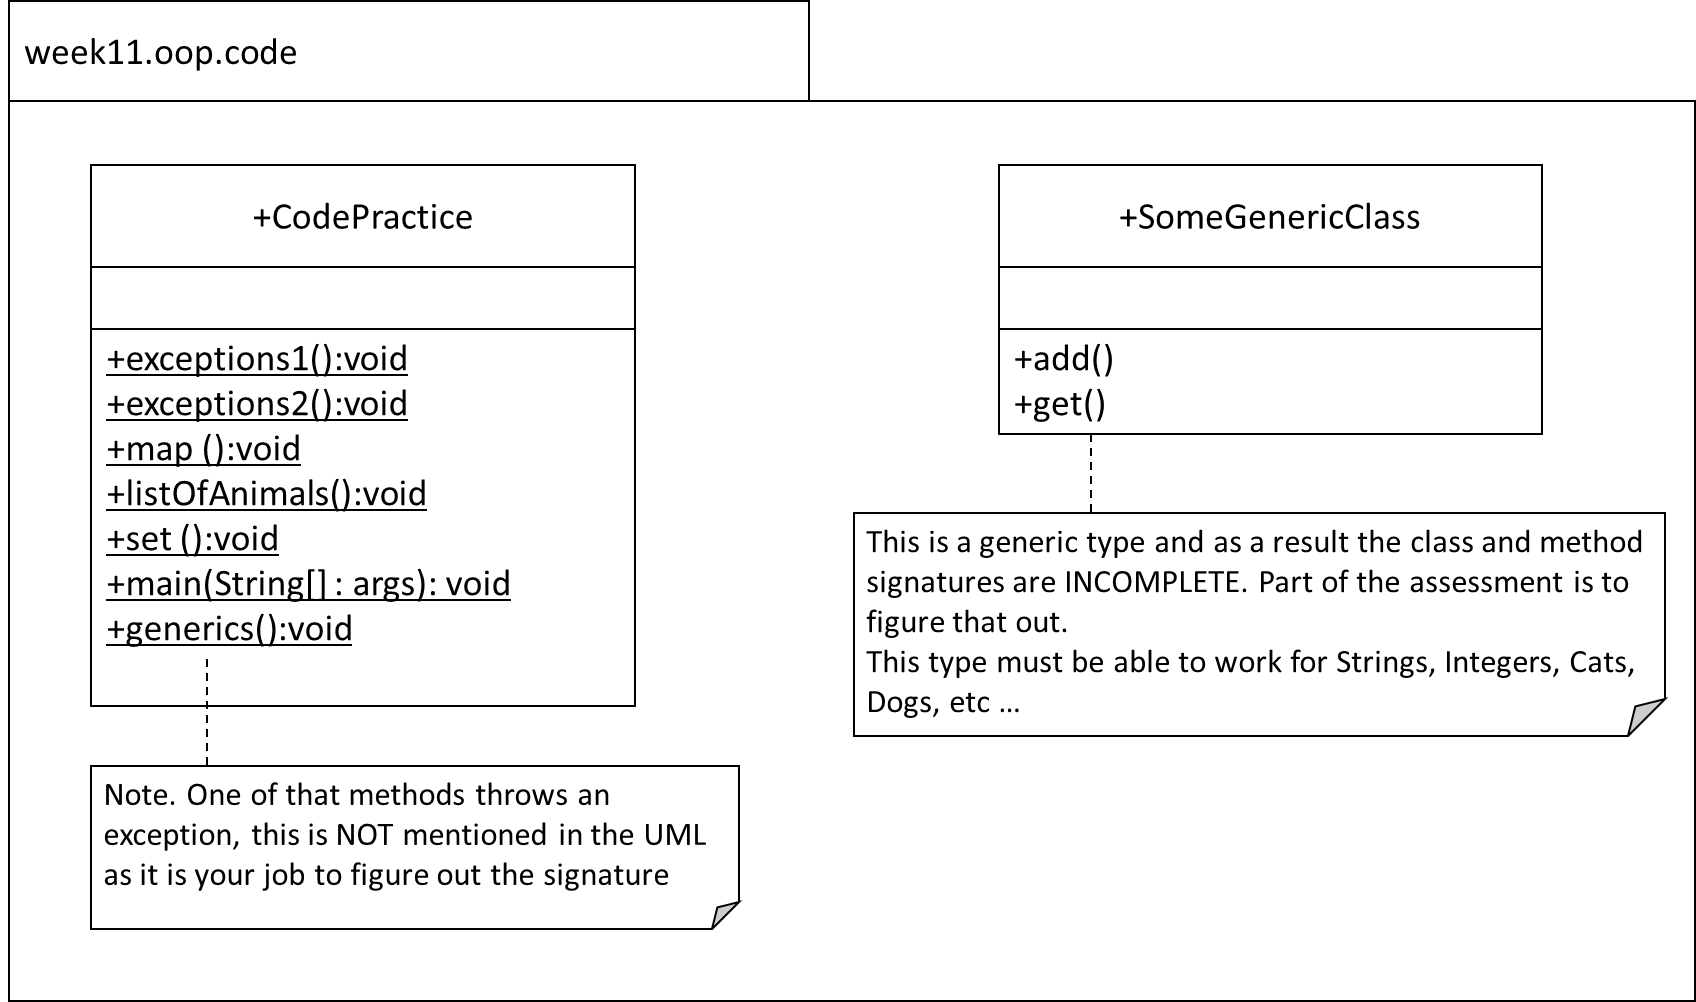 week11.oop.code
+CodePractice
+exceptions1():void
+exceptions2():void
+map ():void
+listOfAnimals():void
+set ():void
+main(String[] : args): void
+generics():void
Note. One of that methods throws an
exception, this is NOT mentioned in the UML
as it is your job to figure out the signature
+SomeGenericClass
+add()
+get()
This is a generic type and as a result the class and method
signatures are INCOMPLETE. Part of the assessment is to
figure that out.
This type must be able to work for Strings, Integers, Cats,
Dogs, etc ...